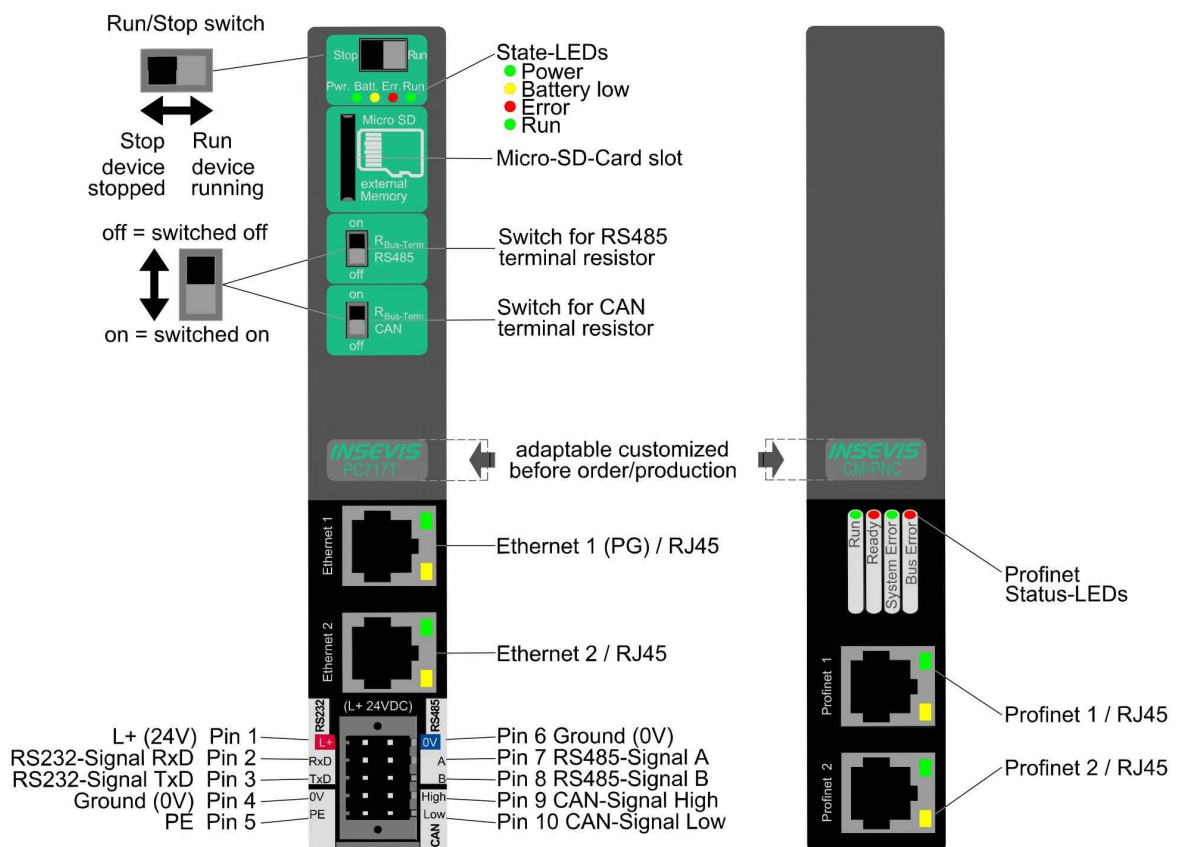 Run/Stop switch
Stop
device
stopped
Run
device
running
off = switched off
on = switched on
Stop
Run
Pwr. Batt. Err. Run
Micro SD
external
Memory
on
RBus-Term
RS485
off
on
RBus-Term
CAN
off
State-LEDs
Power
Battery low
Error
Run
Micro-SD-Card slot
Switch for RS485
terminal resistor
Switch for CAN
terminal resistor
INSEVIS
PC717T
adaptable customized
before order/production
INSEVIS
CM-PNC
Ethernet 1
Ethernet 1 (PG) / RJ45
Ethernet 2
Ethernet 2 / RJ45
RS232
(L+ 24VDC)
RS485
L+ (24V) Pin 1
RS232-Signal RxD Pin 2
RS232-Signal TxD Pin 3
Ground (0V) Pin 4
PE Pin 5
L+
RxD
TxD
0V
PE
0V
A
B
High
Low
CAN
Pin 6 Ground (0V)
Pin 7 RS485-Signal A
Pin 8 RS485-Signal B
Pin 9 CAN-Signal High
Pin 10 CAN-Signal Low
Run
Ready
System Error
Bus Error
Profinet
Status-LEDs
Profinet 1
Profinet 1 / RJ45
Profinet 2
Profinet 2 / RJ45